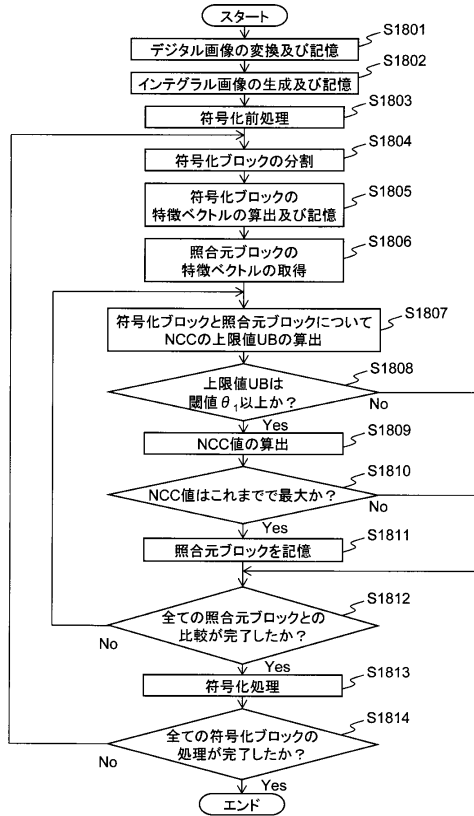 スタート
S1801
デジタル画像の変換及び記憶
S1802
インテグラル画像の生成及び記憶
S1803
符号化前処理
S1804
符号化ブロックの分割
S1805
符号化ブロックの
特徴ベクトルの算出及び記憶
S1806
照合元ブロックの
特徴ベクトルの取得
S1807
符号化ブロックと照合元ブロックについて
NCCの上限値UBの算出
S1808
上限値UBは
閾値θ1以上か?
No
Yes
S1809
NCC値の算出
S1810
NCC値はこれまでで最大か?
No
Yes
S1811
照合元ブロックを記憶
S1812
全ての照合元ブロックとの
比較が完了したか?
No
Yes
S1813
符号化処理
S1814
全ての符号化ブロックの
処理が完了したか?
No
Yes
エンド